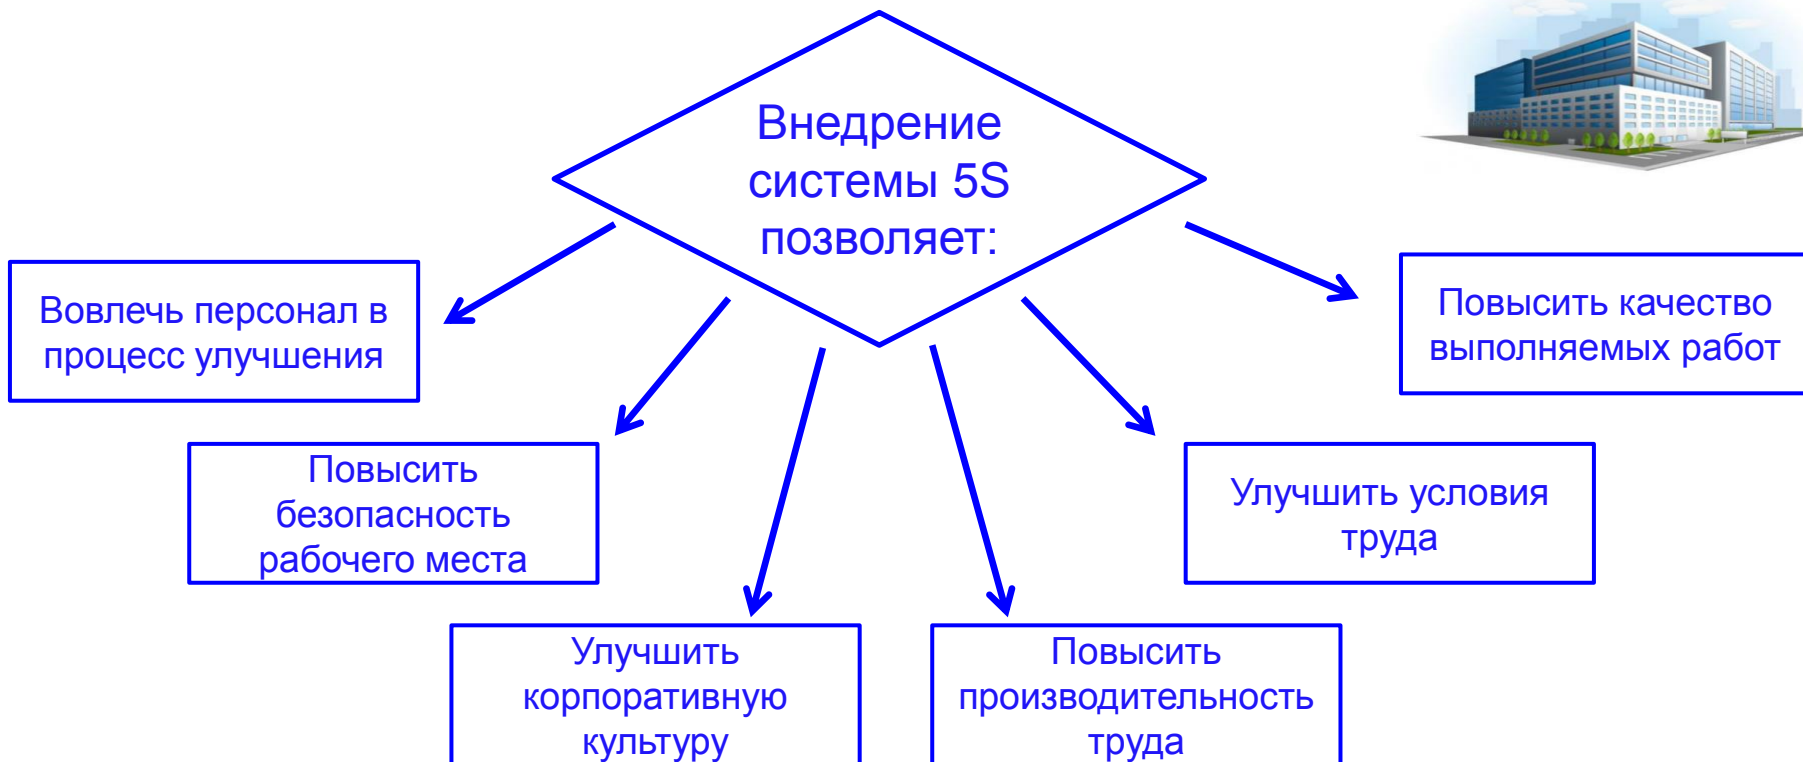 Внедрение
системы 5S
позволяет:
Вовлечь персонал в
процесс улучшения
Повысить качество
выполняемых работ
Повысить
безопасность
рабочего места
Улучшить условия
труда
Улучшить
корпоративную
культуру
Повысить
производительность
труда